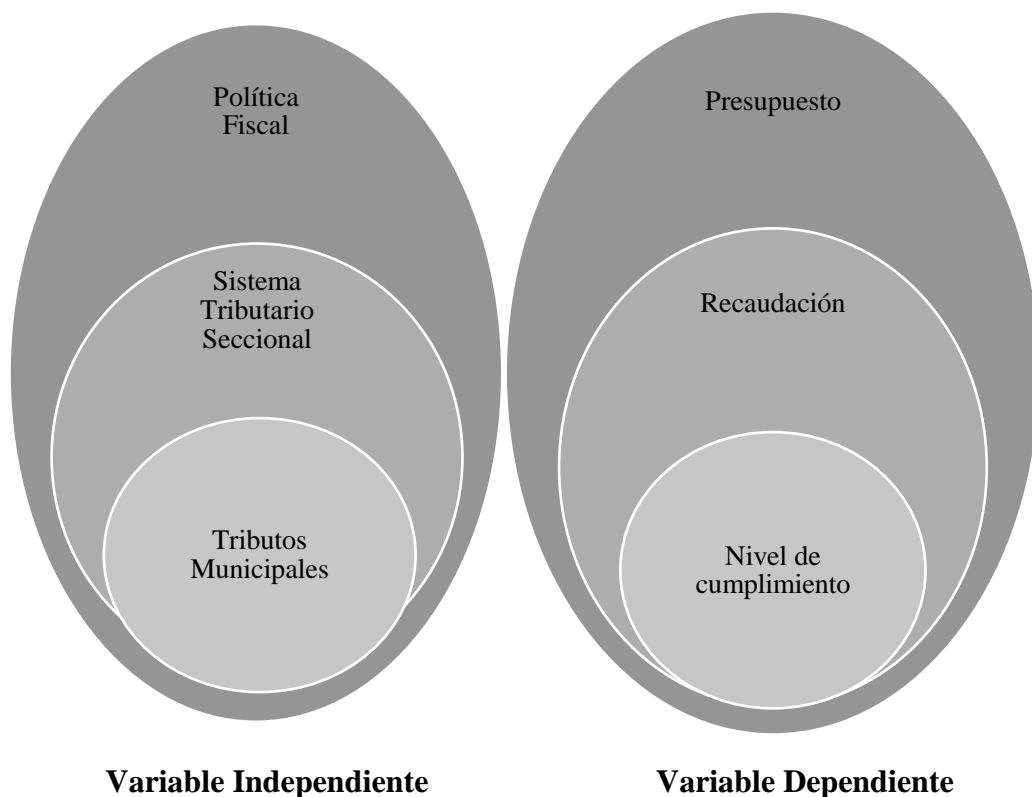 Política
Fiscal
Sistema
Tributario
Seccional
Tributos
Municipales
Variable Independiente
Presupuesto
Recaudación
Nivel de
cumplimiento
Variable Dependiente